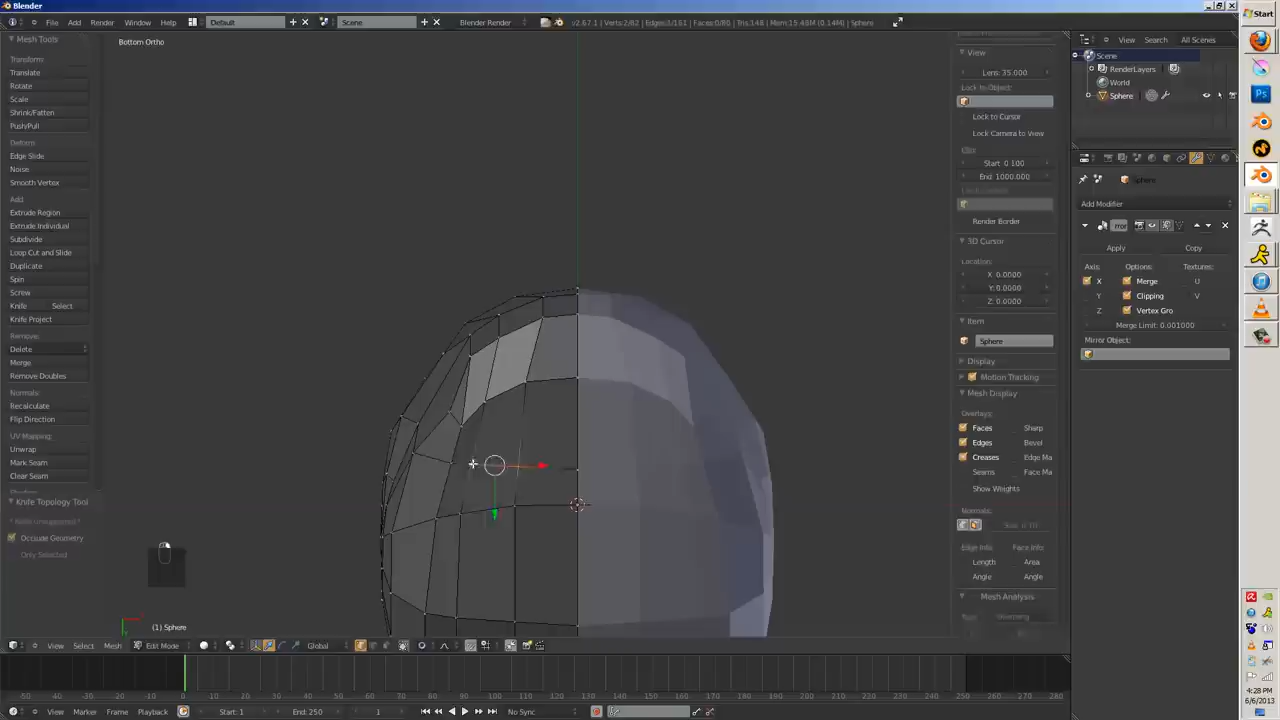 Blender
File Add Render Window Help Default Scene Blender Render v2.67.1 | Verts:2/82 | Edges:3/161 | Faces:0/80 | Tris:148 | Mem:15.48M (0.14M) | Sphere
Start
Mesh Tools
Transform:
Translate
Rotate
Scale
Shrink/Fatten
Push/Pull
Deform:
Edge Slide
Noise
Smooth Vertex
Add:
Extrude Region
Extrude Individual
Subdivide
Loop Cut and Slide
Duplicate
Spin
Screw
Knife Select
Knife Project
Remove:
Delete
Merge
Remove Doubles
Normals:
Recalculate
Flip Direction
UV Mapping:
Unwrap
Mark Seam
Clear Seam
Knife Topology Tool
Occlude Geometry
Only Selected
Bottom Ortho
(1) Sphere
View
Lens: 35.000
Lock to Object:
Lock to Cursor
Lock Camera to View
Clip:
Start: 0.100
End: 1000.000
Render Border
3D Cursor
Location:
X: 0.0000
Y: 0.0000
Z: 0.0000
Item
Sphere
Display
Motion Tracking
Mesh Display
Overlays:
Faces Sharp
Edges Bevel
Creases Edge Ma
Seams Face Ma
Show Weights
Normals:
Edge Info: Face Info:
Length Area
Angle Angle
Mesh Analysis
View Search All Scenes
Scene
RenderLayers
World
Sphere
Sphere
Add Modifier
Apply Copy
Axis: Options: Textures:
X Merge U
Y Clipping V
Z Vertex Gro
Merge Limit: 0.001000
Mirror Object:
Ps
View Select Mesh Edit Mode Global
-50 -40 -30 -20 -10 0 10 20 30 40 50 60 70 80 90 100 110 120 130 140 150 160 170 180 190 200 210 220 230 240 250 260 270 280
View Marker Frame Playback Start: 1 End: 250 1 No Sync
4:28 PM
6/6/2013